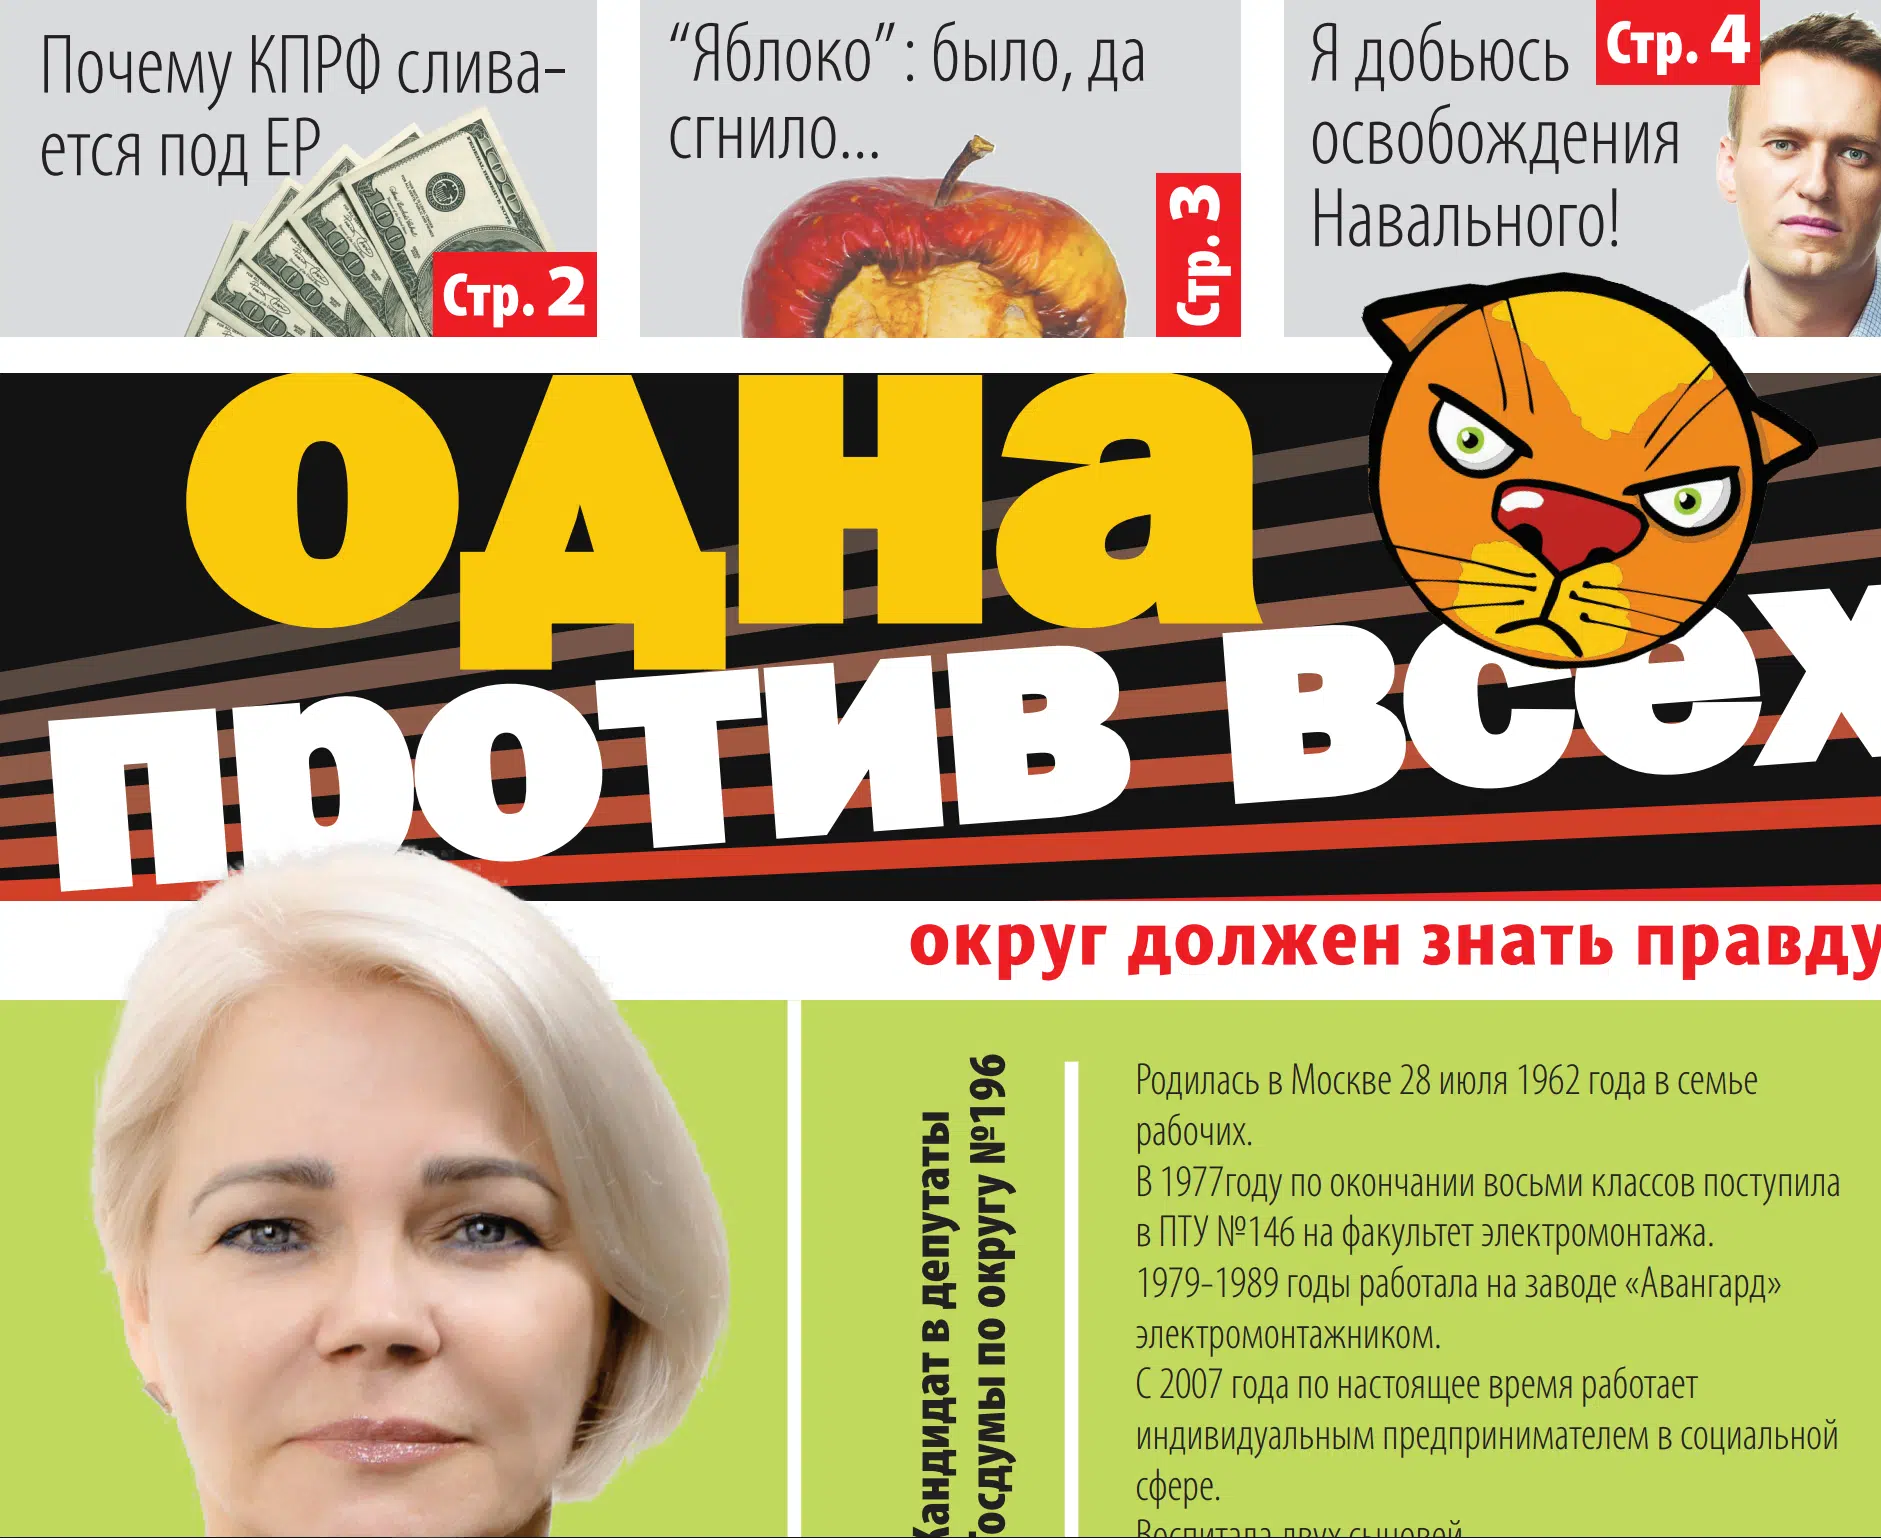 Почему КПРФ слива-
ется под ЕР
Стр. 2
“Яблоко”: было, да
сгнило...
Стр. 3
Я добьюсь
освобождения
Навального!
Стр. 4
одна
против всех
округ должен знать правду
Кандидат в депутаты
Госдумы по округу №196
Родилась в Москве 28 июля 1962 года в семье
рабочих.
В 1977году по окончании восьми классов поступила
в ПТУ №146 на факультет электромонтажа.
1979-1989 годы работала на заводе «Авангард»
электромонтажником.
С 2007 года по настоящее время работает
индивидуальным предпринимателем в социальной
сфере.
Воспитала двух сыновей.